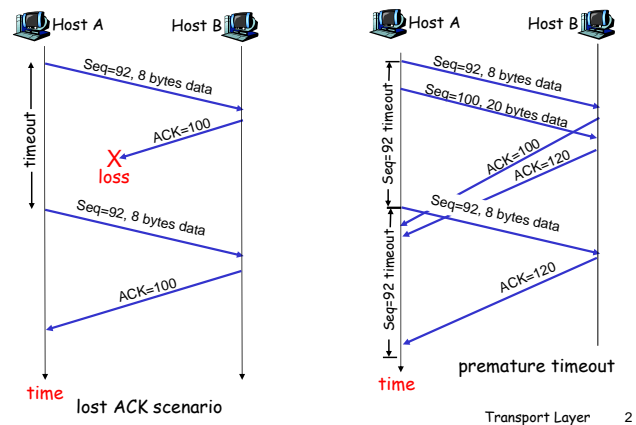 Host A
Host B
Seq=92, 8 bytes data
timeout
ACK=100
X
loss
Seq=92, 8 bytes data
ACK=100
time
lost ACK scenario
Host A
Host B
Seq=92, 8 bytes data
Seq=100, 20 bytes data
Seq=92 timeout
ACK=100
ACK=120
Seq=92, 8 bytes data
Seq=92 timeout
ACK=120
time
premature timeout
Transport Layer 2